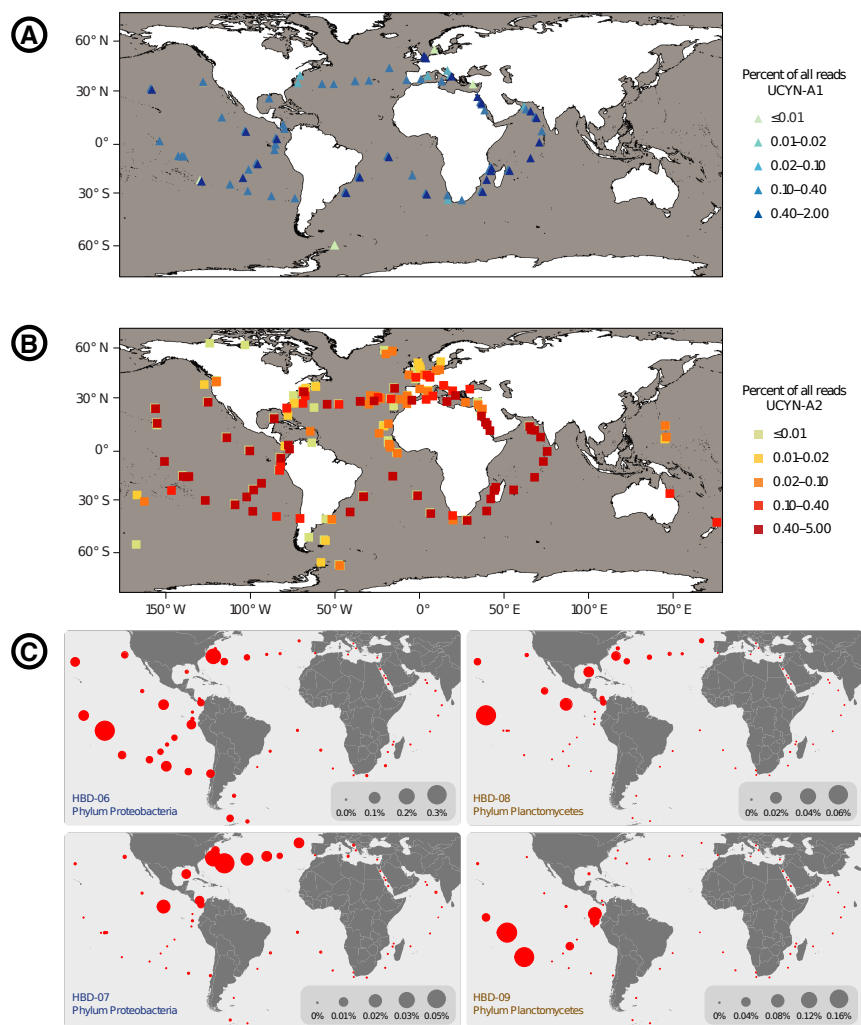 A
60° N
30° N
0°
30° S
60° S
Percent of all reads
UCYN-A1
≤0.01
0.01–0.02
0.02–0.10
0.10–0.40
0.40–2.00
B
60° N
30° N
0°
30° S
60° S
150° W
100° W
50° W
0°
50° E
100° E
150° E
Percent of all reads
UCYN-A2
≤0.01
0.01–0.02
0.02–0.10
0.10–0.40
0.40–5.00
C
HBD-06
Phylum Proteobacteria
0.0% 0.1% 0.2% 0.3%
HBD-08
Phylum Planctomycetes
0% 0.02% 0.04% 0.06%
HBD-07
Phylum Proteobacteria
0% 0.01% 0.02% 0.03% 0.05%
HBD-09
Phylum Planctomycetes
0% 0.04% 0.08% 0.12% 0.16%